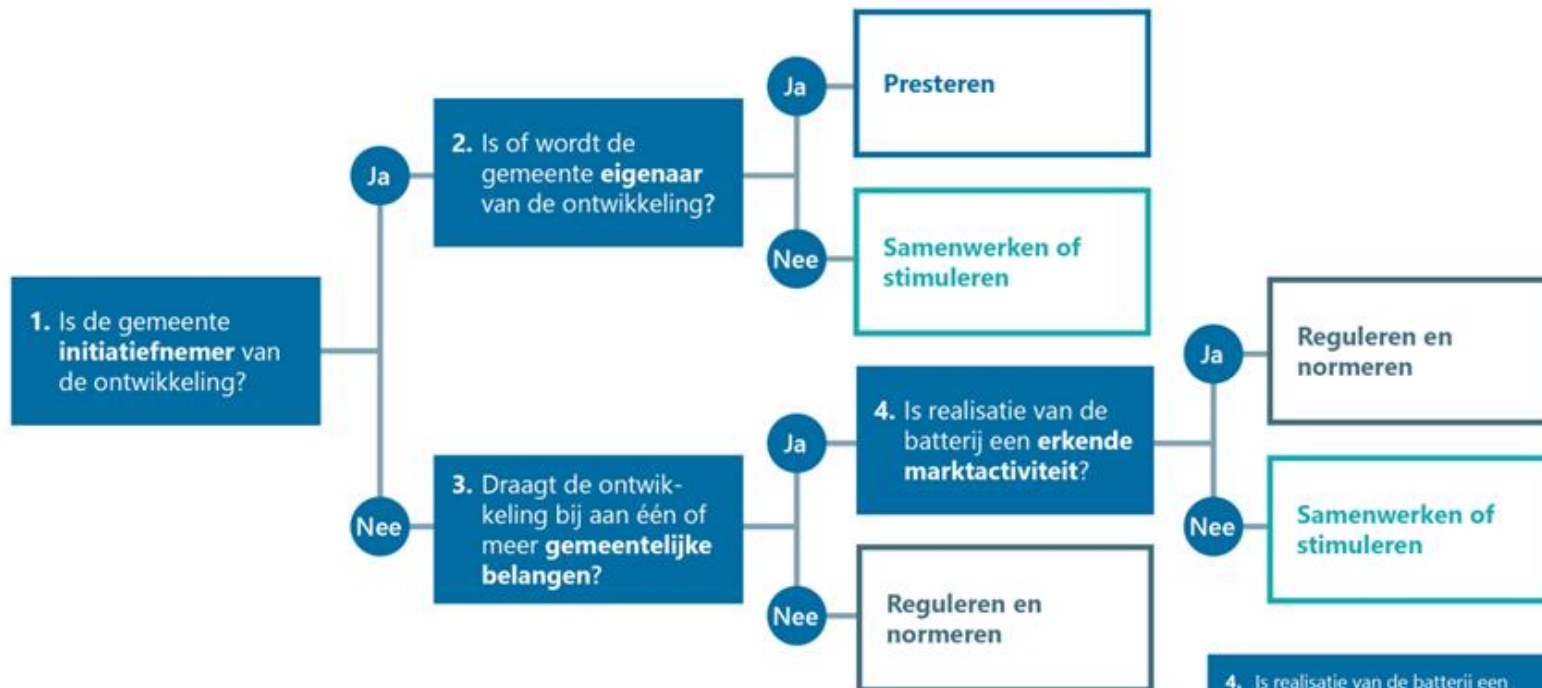 Ja
Presteren
2. Is of wordt de
gemeente eigenaar
van de ontwikkeling?
Ja
Nee
Samenwerken of
stimuleren
1. Is de gemeente
initiatiefnemer van
de ontwikkeling?
Nee
3. Draagt de ontwik-
keling bij aan één of
meer gemeentelijke
belangen?
Ja
4. Is realisatie van de
batterij een erkende
marktactiviteit?
Ja
Reguleren en
normeren
Nee
Samenwerken of
stimuleren
Nee
Reguleren en
normeren
4. Is realisatie van de batterij een